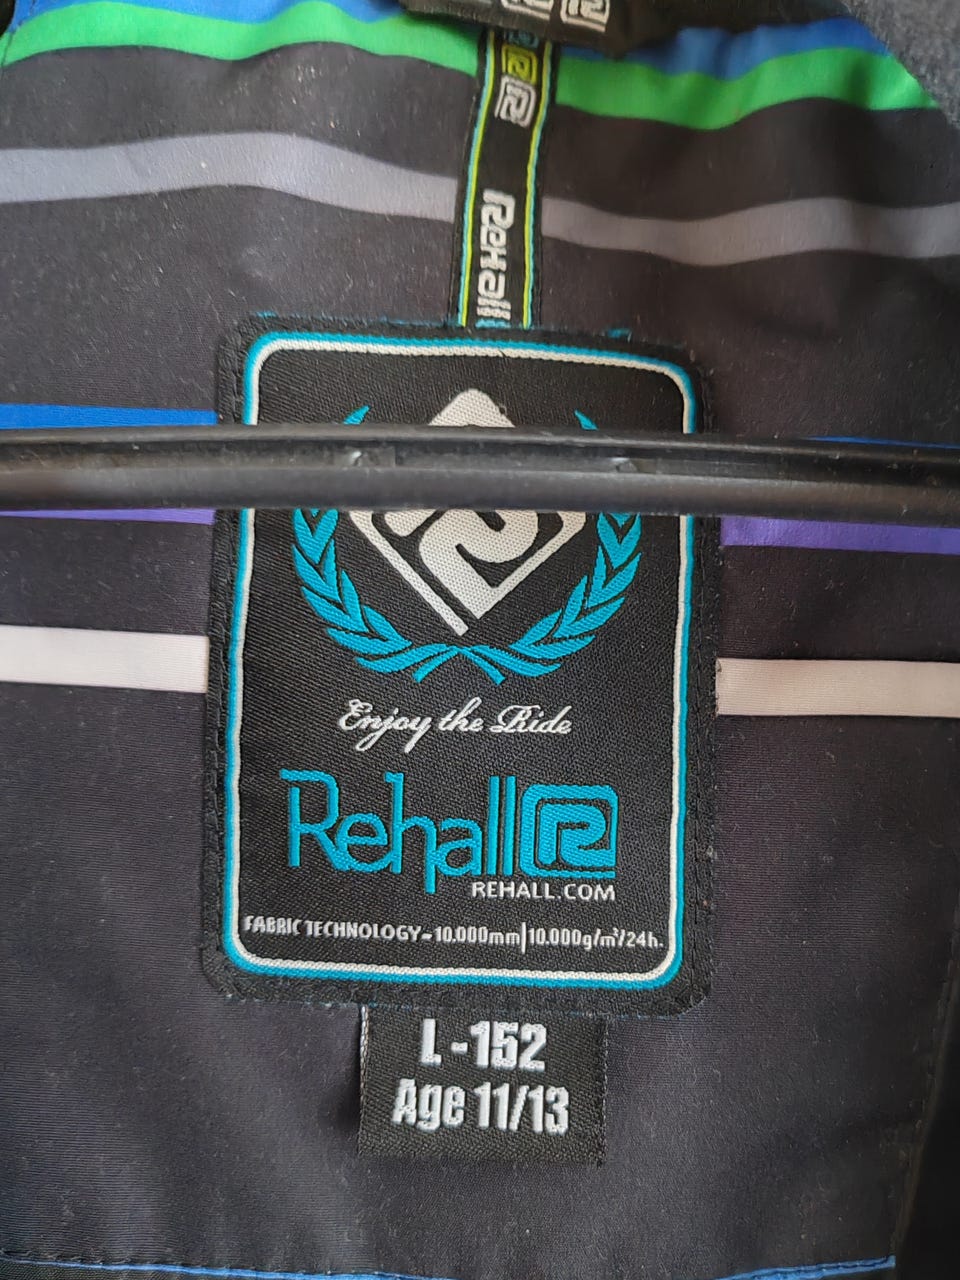 Rehall
Enjoy the Ride
Rehall
REHALL.COM
FABRIC TECHNOLOGY-10.000mm|10.000g/m²/24h.
L-152
Age 11/13